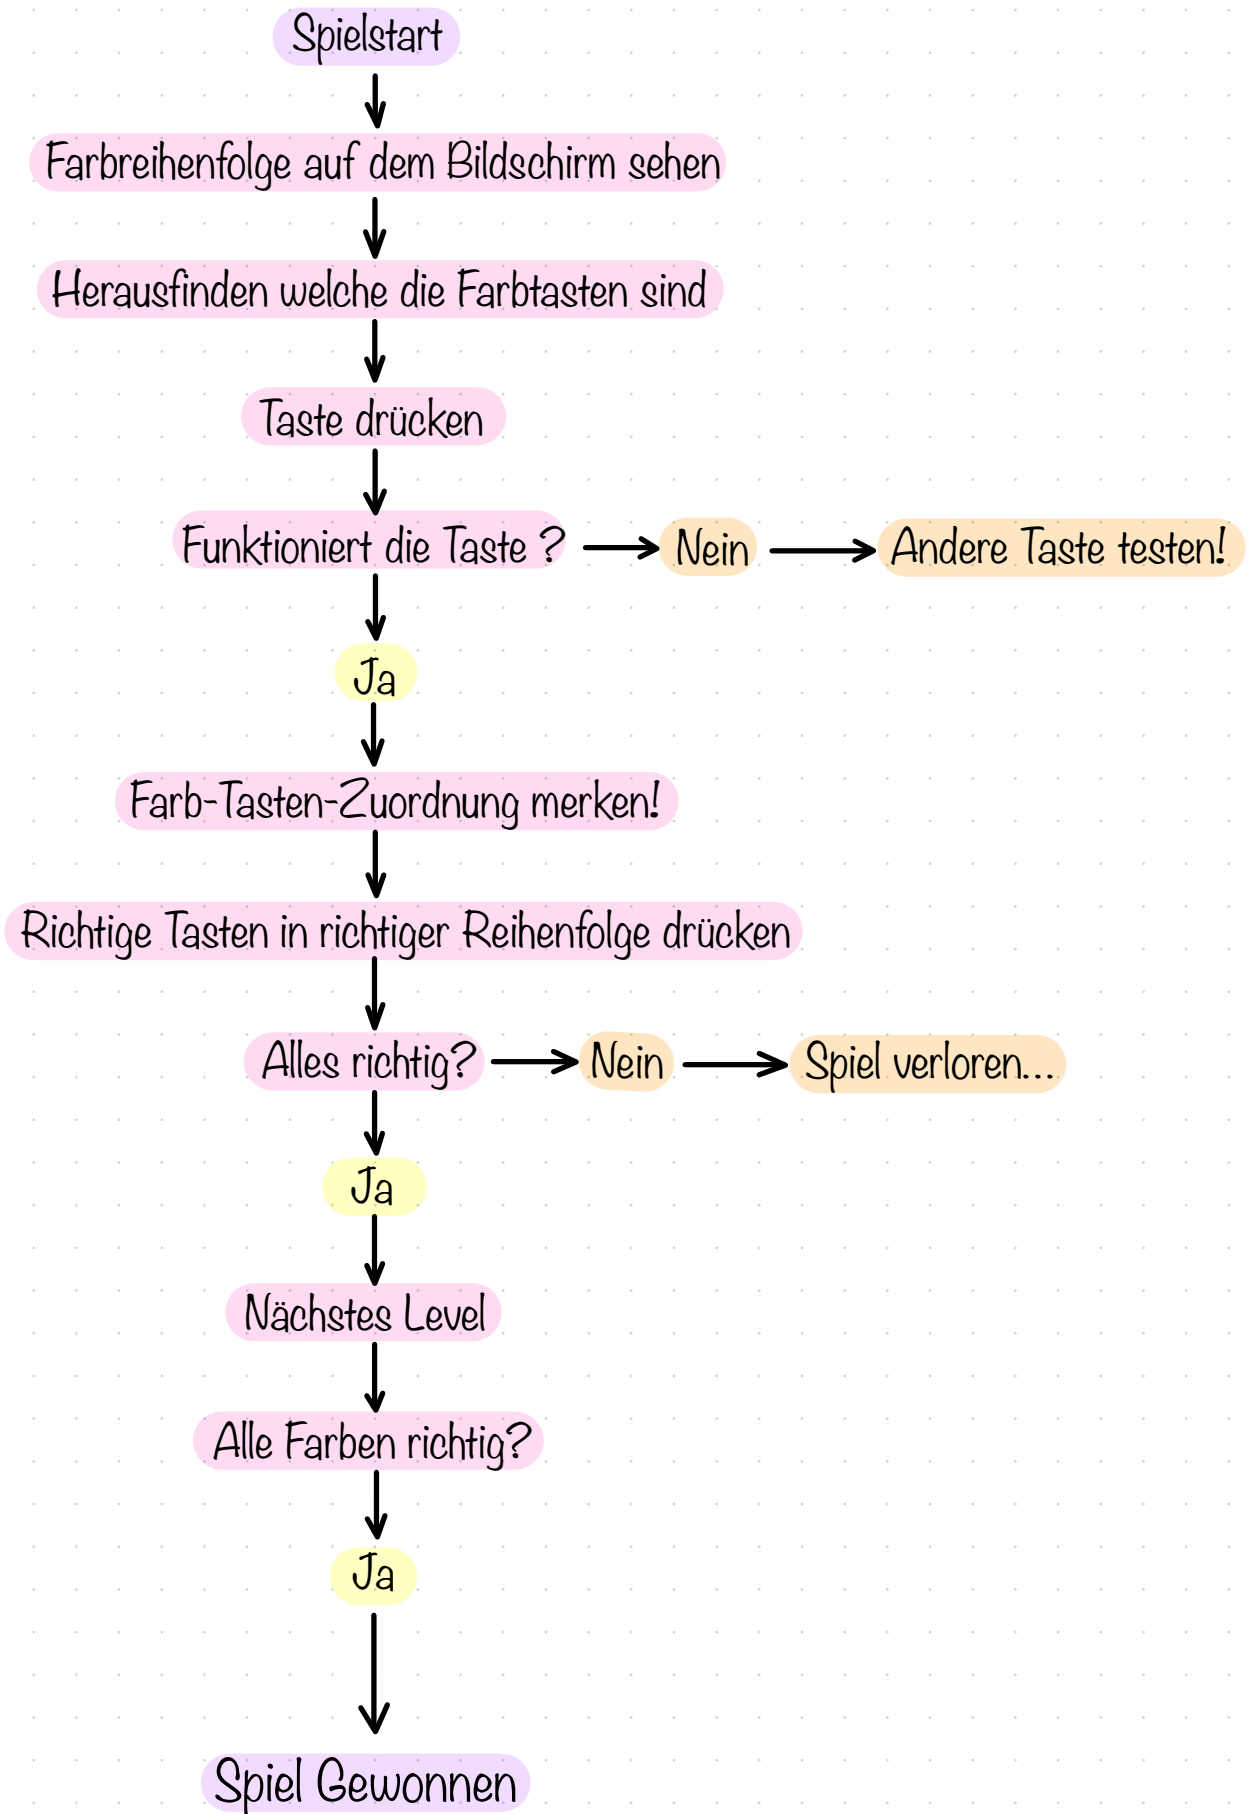 Spielstart
Farbreihenfolge auf dem Bildschirm sehen
Herausfinden welche die Farbtasten sind
Taste drücken
Funktioniert die Taste ?
Nein
Andere Taste testen!
Ja
Farb-Tasten-Zuordnung merken!
Richtige Tasten in richtiger Reihenfolge drücken
Alles richtig?
Nein
Spiel verloren...
Ja
Nächstes Level
Alle Farben richtig?
Ja
Spiel Gewonnen